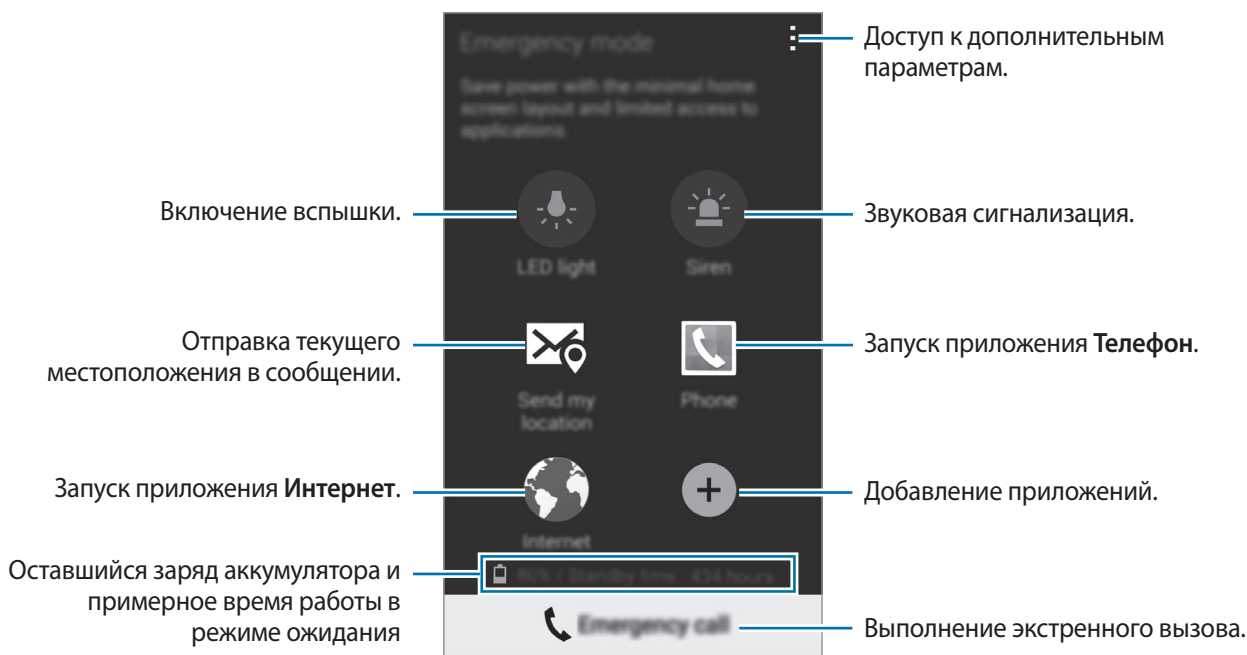 Emergency mode
Доступ к дополнительным
параметрам.
Save power with the minimal home
screen layout and limited access to
applications.
Включение вспышки.
Звуковая сигнализация.
LED light
Siren
Отправка текущего
местоположения в сообщении.
Запуск приложения Телефон.
Send my
location
Phone
Запуск приложения Интернет.
Добавление приложений.
Internet
Оставшийся заряд аккумулятора и
примерное время работы в
режиме ожидания
80% / Standby time : 434 hours
Emergency call
Выполнение экстренного вызова.